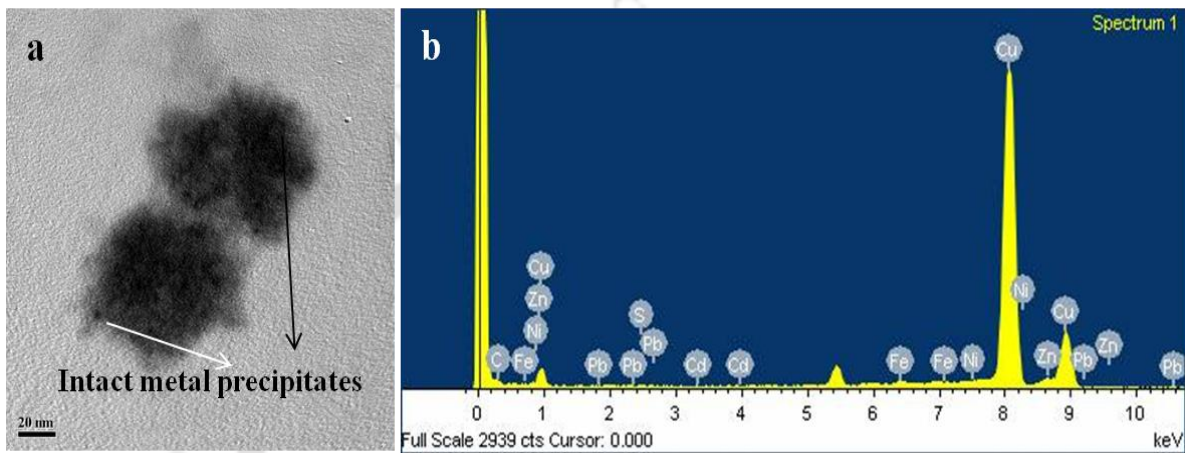 a
Intact metal precipitates
20 nm
b
Spectrum 1
Cu
Ni
Cu
Zn
Ni
S
Pb
Cu
C
Fe
Pb
Pb
Cd
Cd
Fe
Fe
Ni
Zn
Pb
Zn
Pb
0 1 2 3 4 5 6 7 8 9 10
Full Scale 2939 cts Cursor: 0.000
keV